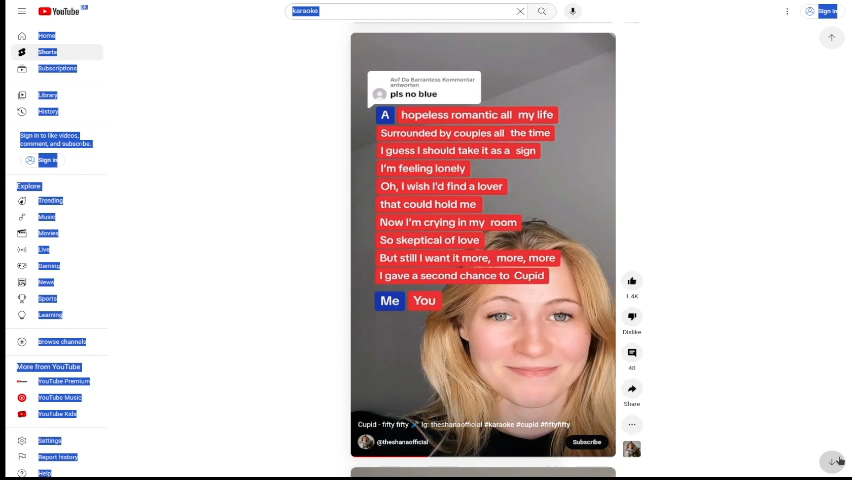 YouTube
karaoke
Sign in
Home
Shorts
Subscriptions
Library
History
Sign in to like videos,
comment, and subscribe.
Sign in
Explore
Trending
Music
Movies
Live
Gaming
News
Sports
Learning
Browse channels
More from YouTube
YouTube Premium
YouTube Music
YouTube Kids
Settings
Report history
Help
Auf Da Barrantess Kommentar
antworten
pls no blue
A hopeless romantic all my life
Surrounded by couples all the time
I guess I should take it as a sign
I'm feeling lonely
Oh, I wish I'd find a lover
that could hold me
Now I'm crying in my room
So skeptical of love
But still I want it more, more, more
I gave a second chance to Cupid
Me You
1.4K
Dislike
40
Share
Cupid - fifty fifty Ig: theshanaofficial #karaoke #cupid #fiftyfifty
@theshanaofficial
Subscribe